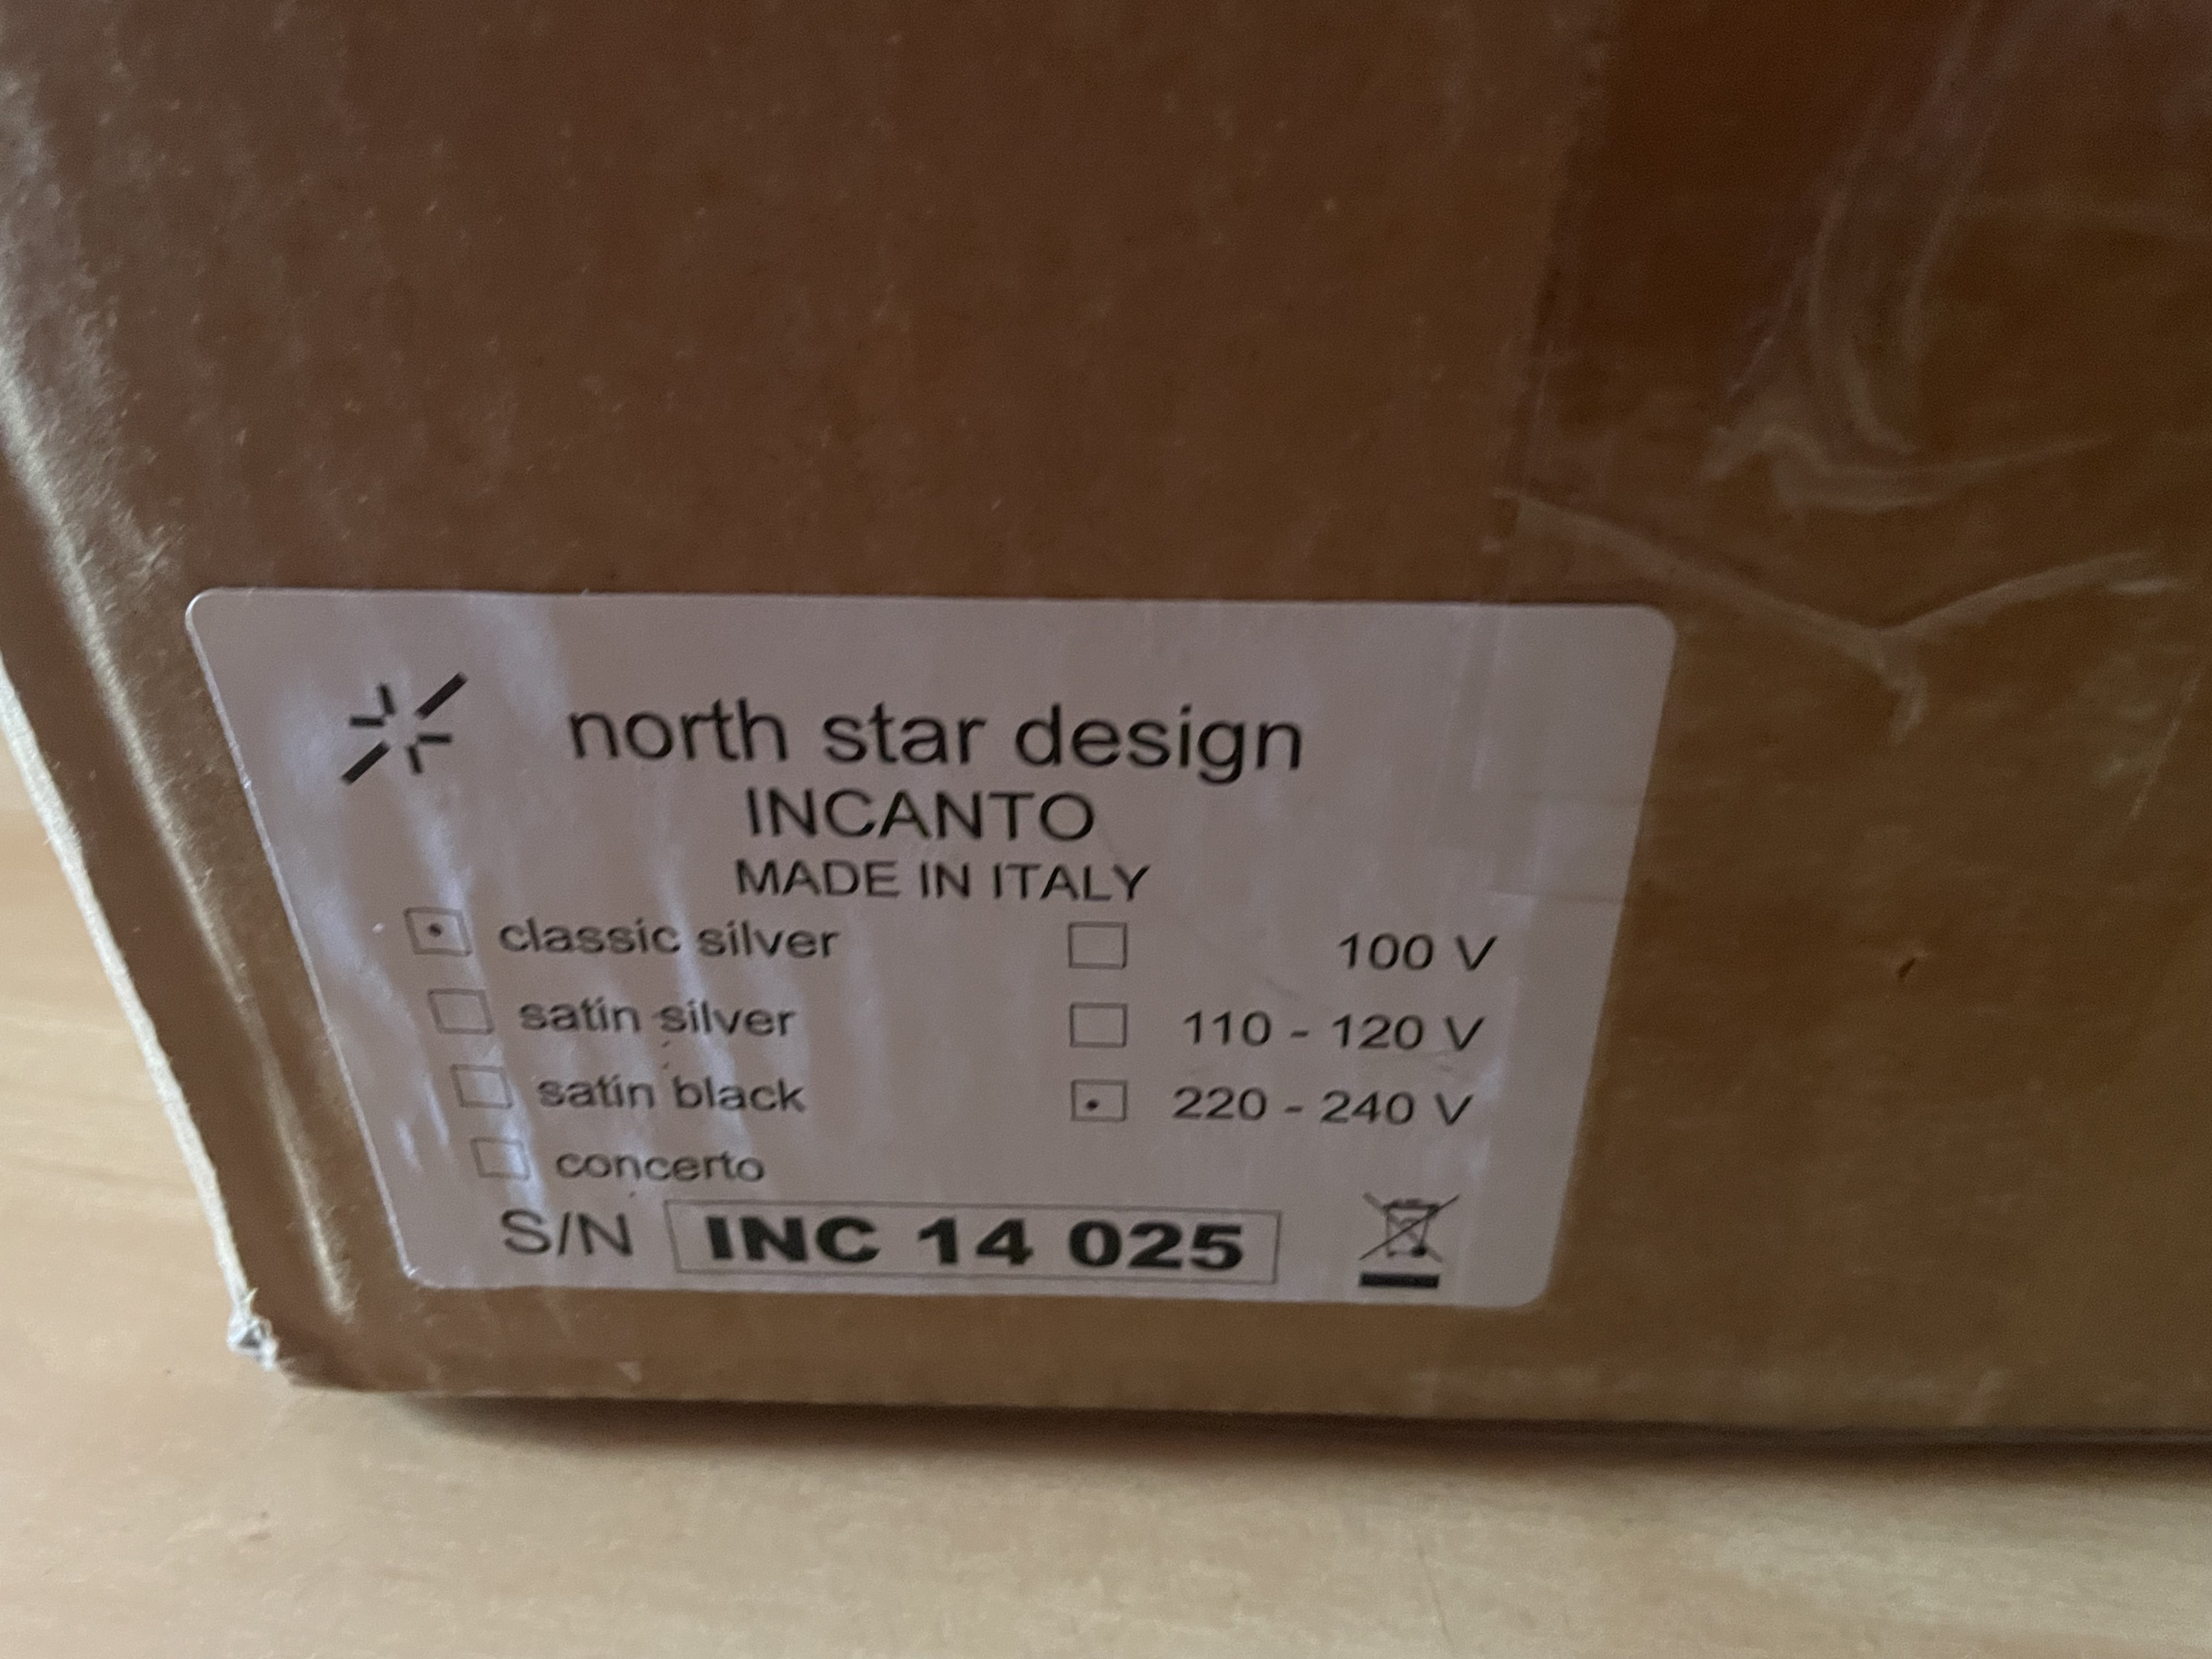 north star design
INCANTO
MADE IN ITALY
classic silver 100 V
satin silver 110 - 120 V
satin black 220 - 240 V
concerto
S/N INC 14 025